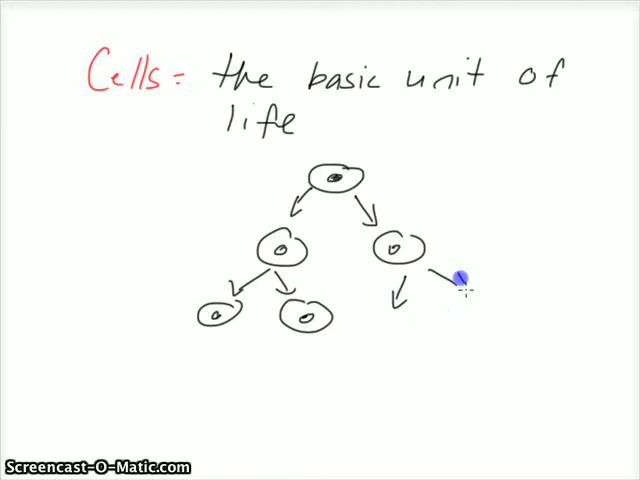 Cells = the basic unit of
life
Screencast-O-Matic.com